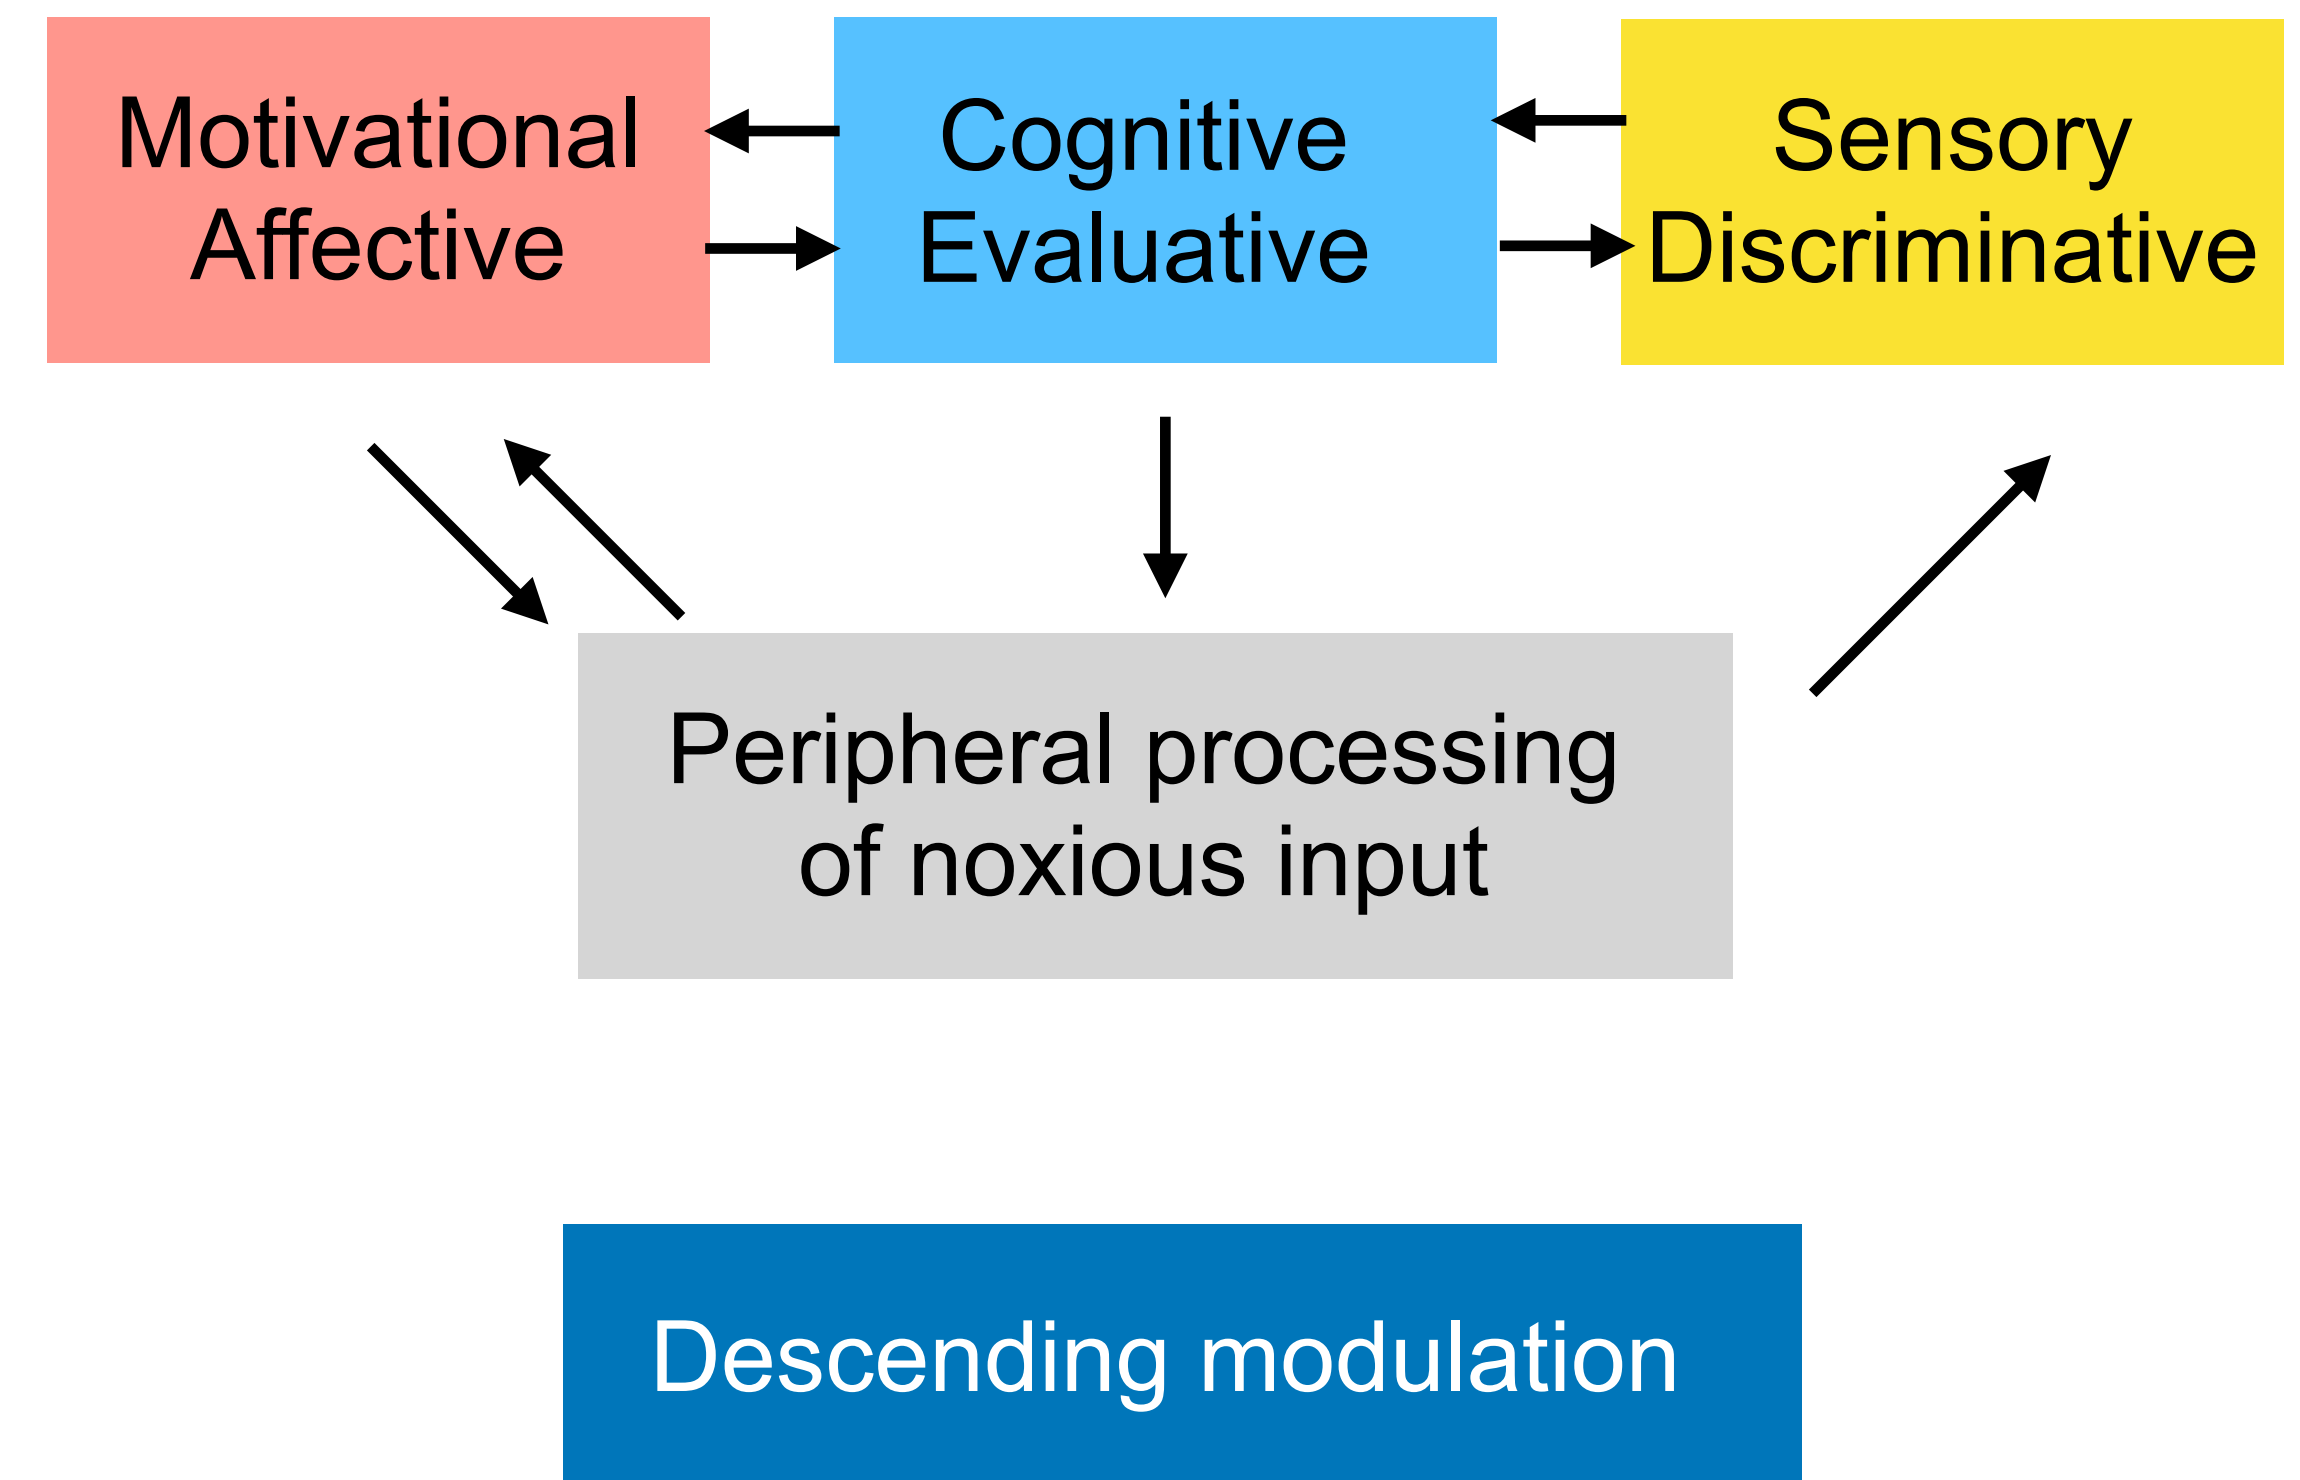 Motivational
Affective
Cognitive
Evaluative
Sensory
Discriminative
Peripheral processing
of noxious input
Descending modulation